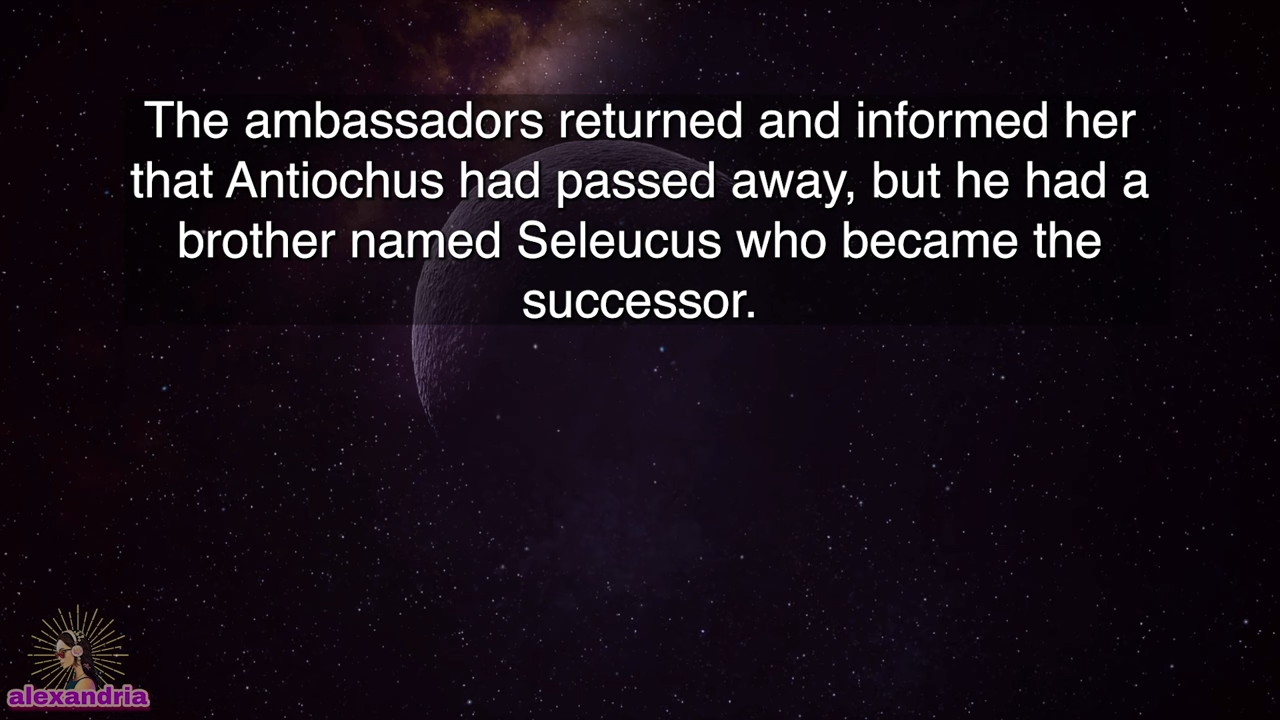 The ambassadors returned and informed her
that Antiochus had passed away, but he had a
brother named Seleucus who became the
successor.
alexandria